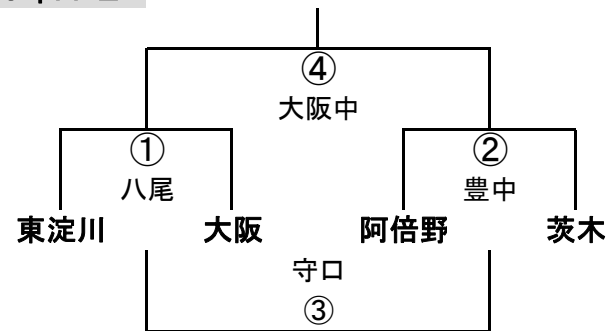 ④
大阪中
① ②
八尾 豊中
東淀川 大阪 阿倍野 茨木
守口
③